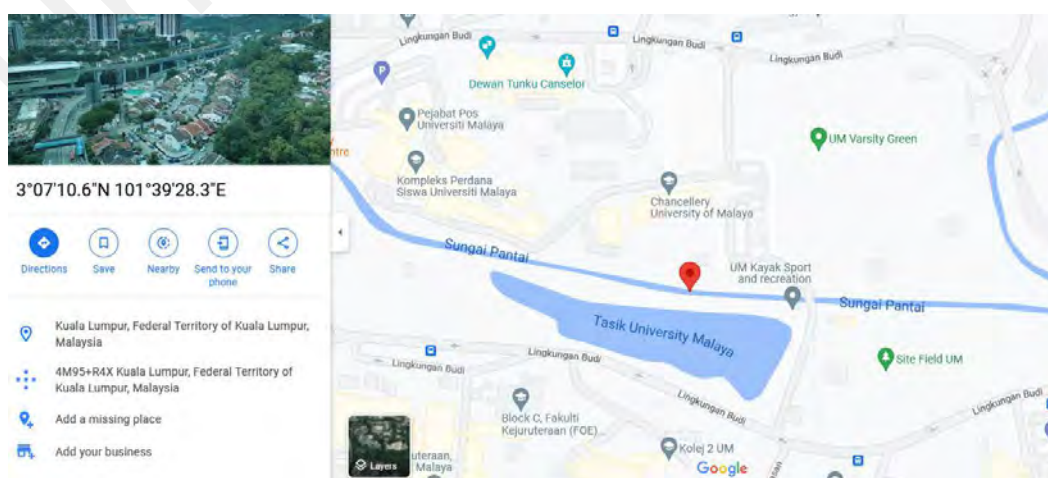 3°07'10.6"N 101°39'28.3"E
Directions
Save
Nearby
Send to your
phone
Share
Kuala Lumpur, Federal Territory of Kuala Lumpur,
Malaysia
4M95+R4X Kuala Lumpur, Federal Territory of
Kuala Lumpur, Malaysia
Add a missing place
Add your business
Lingkungan Budi
Lingkungan Budi
Lingkungan Budi
Dewan Tunku Canselor
P
Pejabat Pos
Universiti Malaya
UM Varsity Green
ntre
Kompleks Perdana
Siswa Universiti Malaya
Chancellery
University of Malaya
Sungai Pantai
UM Kayak Sport
and recreation
Sungai Pantai
Tasik University Malaya
Lingkungan Budi
Lingkungan Budi
Site Field UM
Lingkungan Budi
Lingkungan Budi
Block C, Fakulti
Kejuruteraan (FOE)
Kolej 2 UM
Layers
uteraan,
Malaya
Google